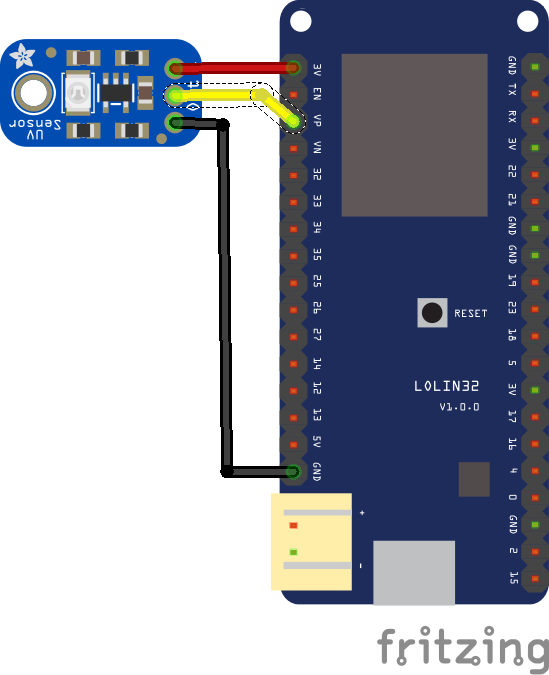 UV
Sensor
3V
EN
VP
VN
32
33
34
35
25
26
27
14
12
13
5V
GND
GND
TX
RX
3V
22
21
GND
GND
19
23
18
5
3V
17
16
4
0
GND
2
15
RESET
LOLIN32
V1.0.0
+
-
fritzing